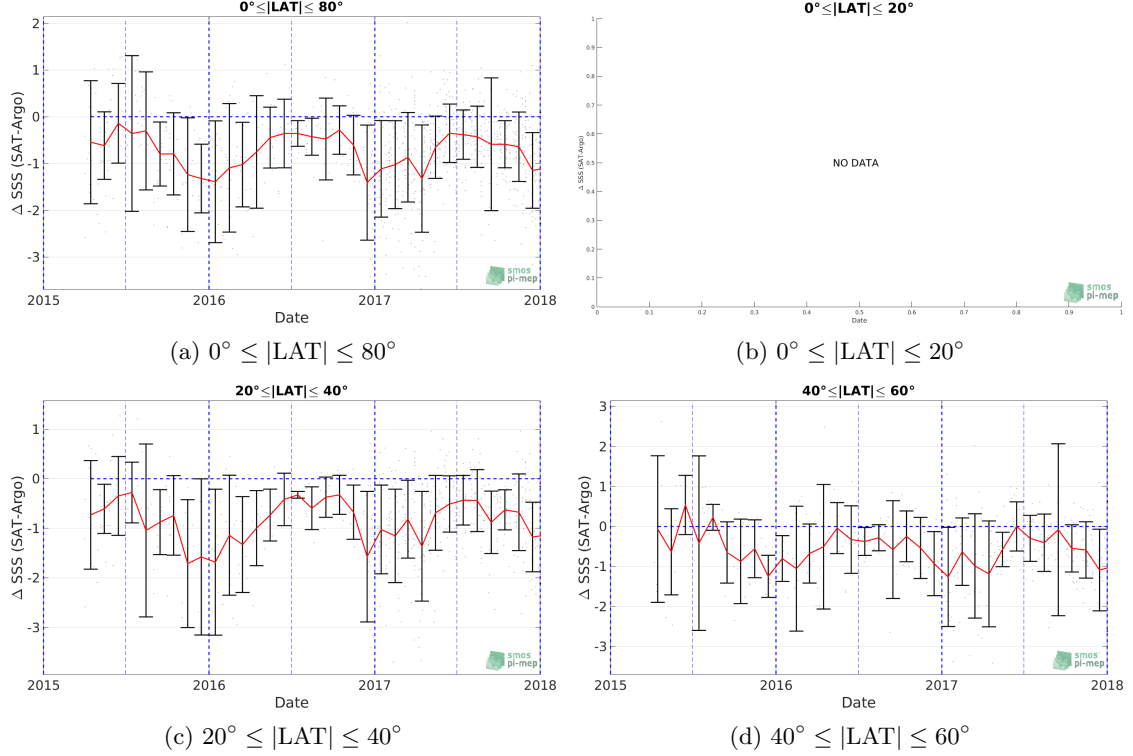 0°≤|LAT|≤ 80°
2
1
0
-1
-2
-3
Δ SSS (SAT-Argo)
2015
2016
2017
2018
Date
smos
pi-mep
(a) 0° ≤ |LAT| ≤ 80°
0°≤|LAT|≤ 20°
1
0.9
0.8
0.7
0.6
0.5
0.4
0.3
0.2
0.1
0
Δ SSS (SAT-Argo)
NO DATA
0
0.1
0.2
0.3
0.4
0.5
0.6
0.7
0.8
0.9
1
Date
smos
pi-mep
(b) 0° ≤ |LAT| ≤ 20°
20°≤|LAT|≤ 40°
1
0
-1
-2
-3
Δ SSS (SAT-Argo)
2015
2016
2017
2018
Date
smos
pi-mep
(c) 20° ≤ |LAT| ≤ 40°
40°≤|LAT|≤ 60°
3
2
1
0
-1
-2
-3
Δ SSS (SAT-Argo)
2015
2016
2017
2018
Date
smos
pi-mep
(d) 40° ≤ |LAT| ≤ 60°